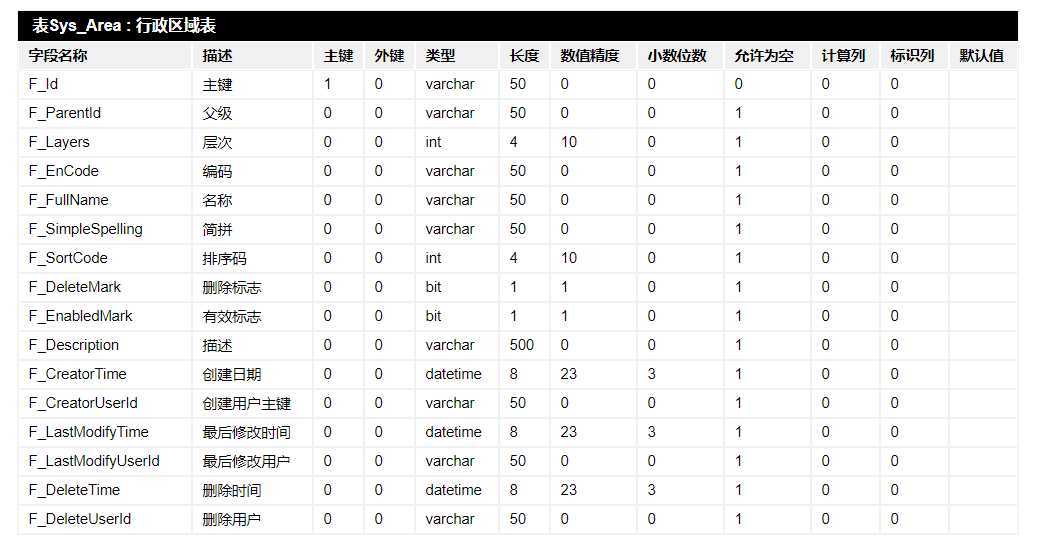 表Sys_Area : 行政区域表
字段名称 描述 主键 外键 类型 长度 数值精度 小数位数 允许为空 计算列 标识列 默认值
F_Id 主键 1 0 varchar 50 0 0 0 0 0
F_ParentId 父级 0 0 varchar 50 0 0 1 0 0
F_Layers 层次 0 0 int 4 10 0 1 0 0
F_EnCode 编码 0 0 varchar 50 0 0 1 0 0
F_FullName 名称 0 0 varchar 50 0 0 1 0 0
F_SimpleSpelling 简拼 0 0 varchar 50 0 0 1 0 0
F_SortCode 排序码 0 0 int 4 10 0 1 0 0
F_DeleteMark 删除标志 0 0 bit 1 1 0 1 0 0
F_EnabledMark 有效标志 0 0 bit 1 1 0 1 0 0
F_Description 描述 0 0 varchar 500 0 0 1 0 0
F_CreatorTime 创建日期 0 0 datetime 8 23 3 1 0 0
F_CreatorUserId 创建用户主键 0 0 varchar 50 0 0 1 0 0
F_LastModifyTime 最后修改时间 0 0 datetime 8 23 3 1 0 0
F_LastModifyUserId 最后修改用户 0 0 varchar 50 0 0 1 0 0
F_DeleteTime 删除时间 0 0 datetime 8 23 3 1 0 0
F_DeleteUserId 删除用户 0 0 varchar 50 0 0 1 0 0